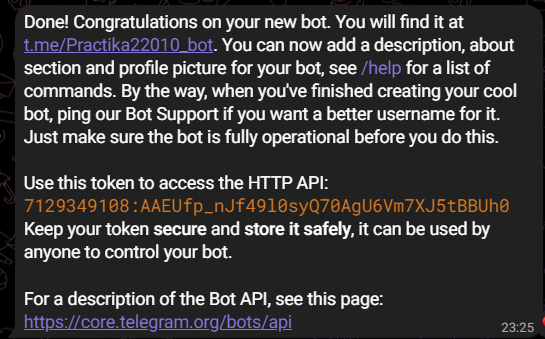 Done! Congratulations on your new bot. You will find it at
t.me/Practika22010_bot. You can now add a description, about
section and profile picture for your bot, see /help for a list of
commands. By the way, when you've finished creating your cool
bot, ping our Bot Support if you want a better username for it.
Just make sure the bot is fully operational before you do this.

Use this token to access the HTTP API:
7129349108:AAEUfp_nJf49l0syQ70AgU6Vm7XJ5tBBUh0
Keep your token secure and store it safely, it can be used by
anyone to control your bot.

For a description of the Bot API, see this page:
https://core.telegram.org/bots/api
23:25